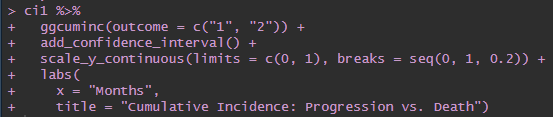 > ci1 %>%
+   ggcuminc(outcome = c("1", "2")) +
+   add_confidence_interval() +
+   scale_y_continuous(limits = c(0, 1), breaks = seq(0, 1, 0.2)) +
+   labs(
+     x = "Months",
+     title = "Cumulative Incidence: Progression vs. Death")